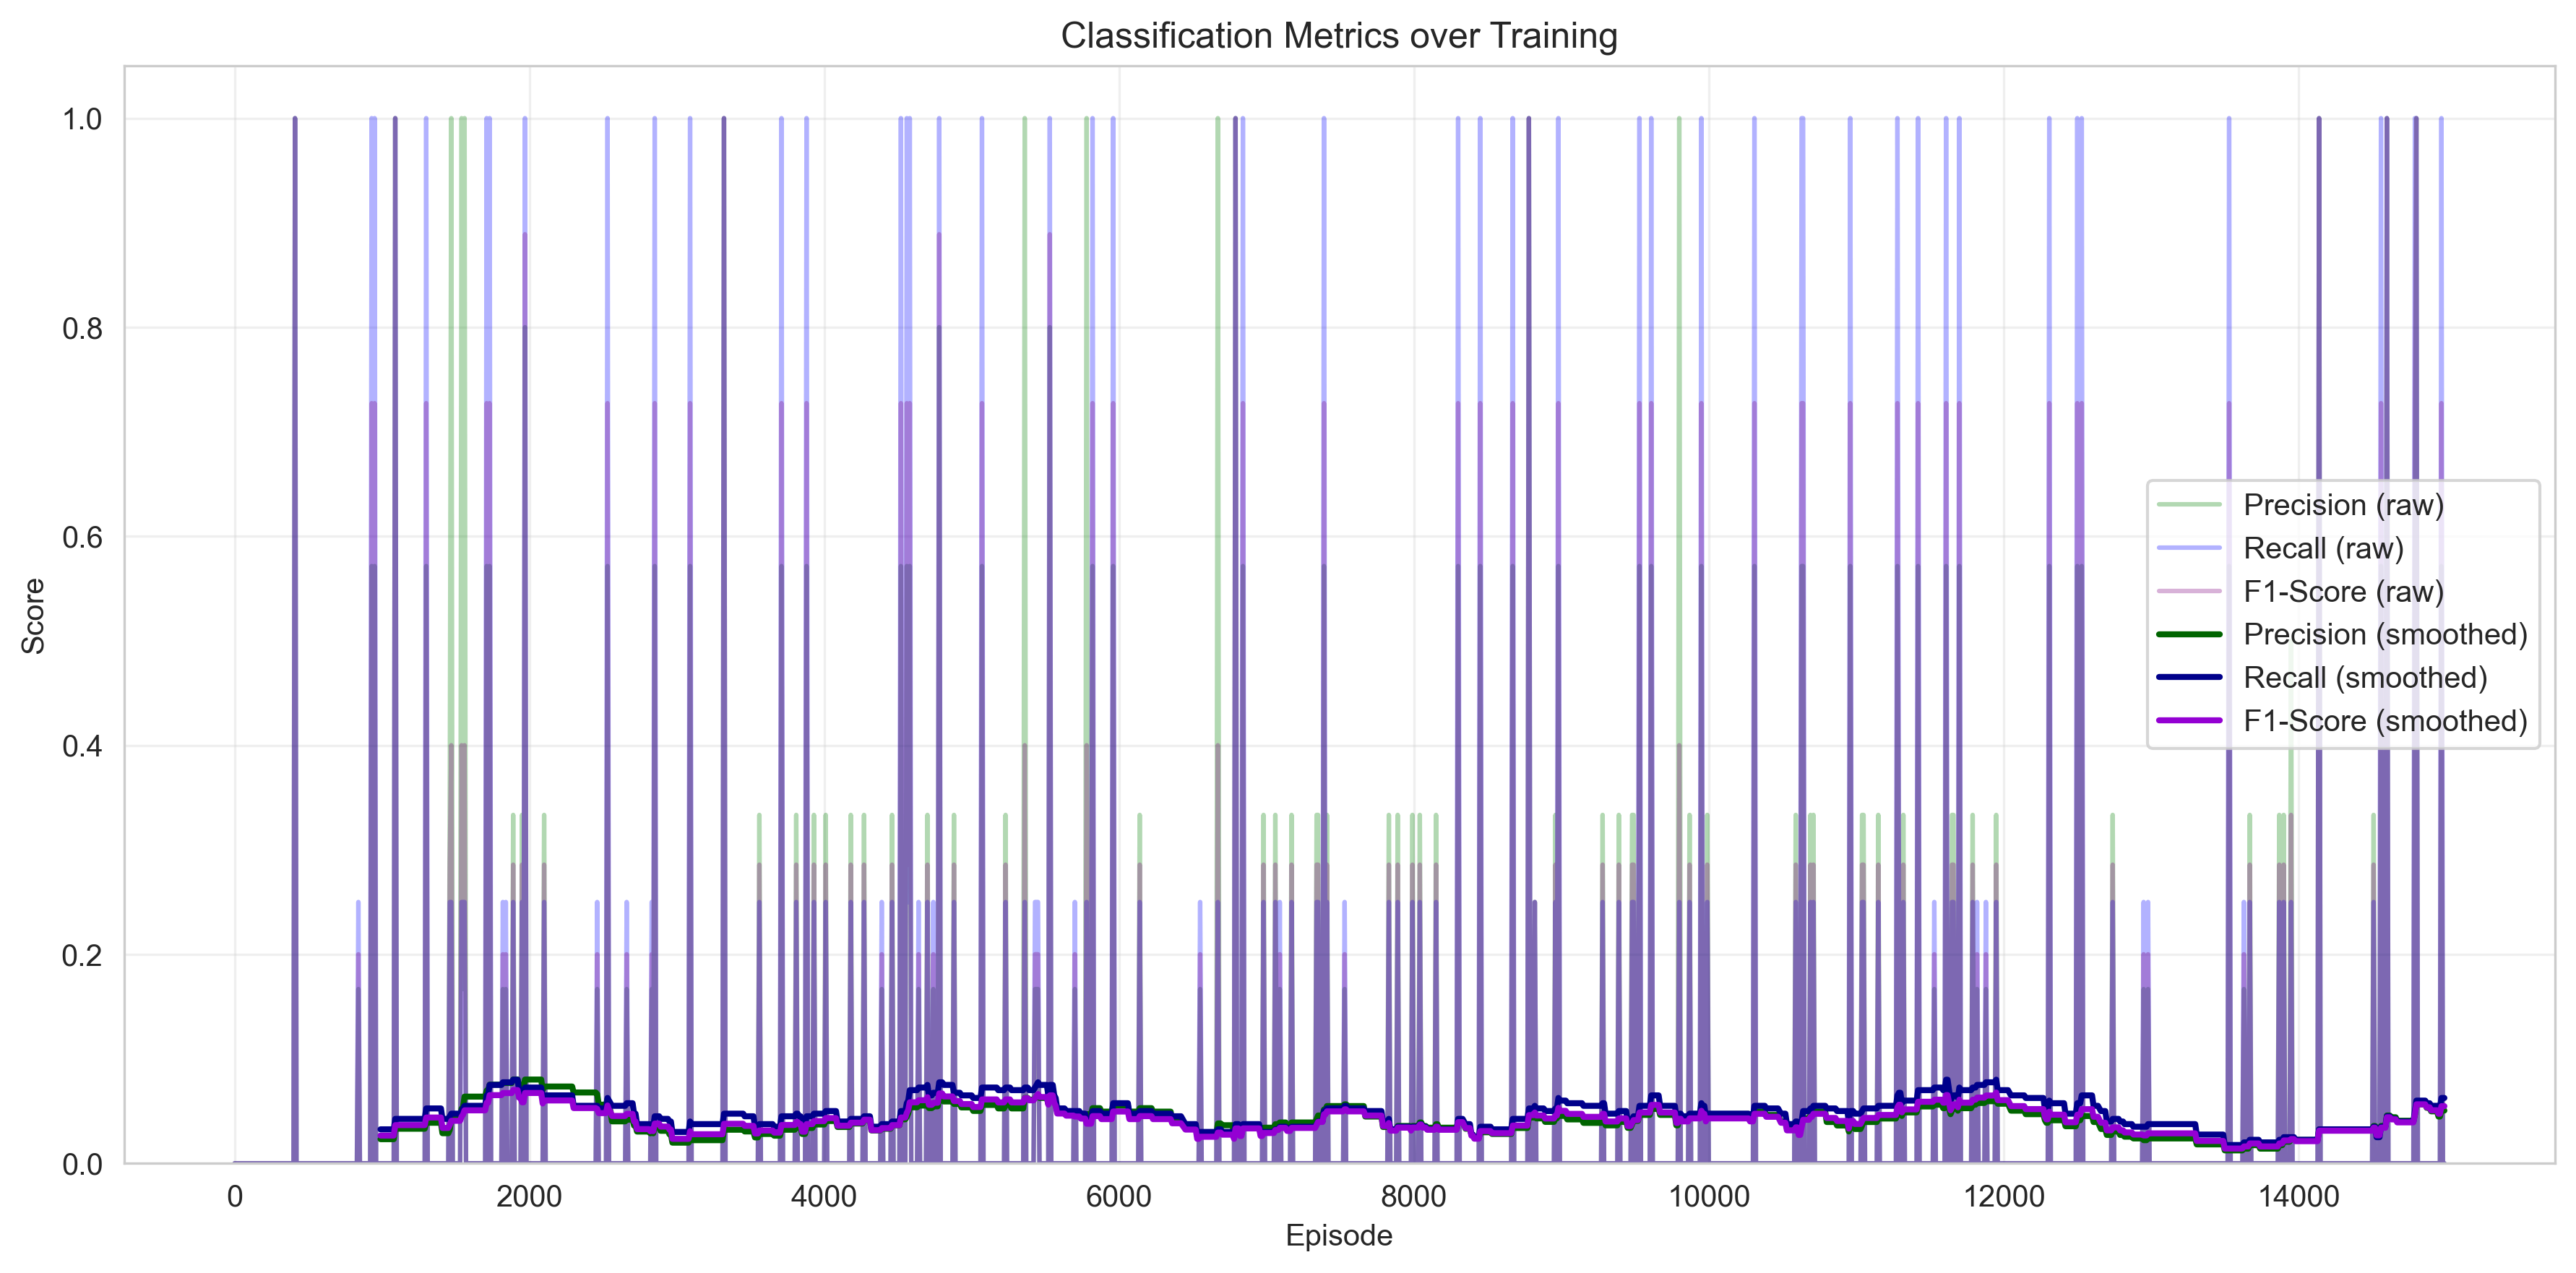 Classification Metrics over Training
1.0
0.8
0.6
0.4
0.2
0.0
Score
Precision (raw)
Recall (raw)
F1-Score (raw)
Precision (smoothed)
Recall (smoothed)
F1-Score (smoothed)
0 2000 4000 6000 8000 10000 12000 14000
Episode